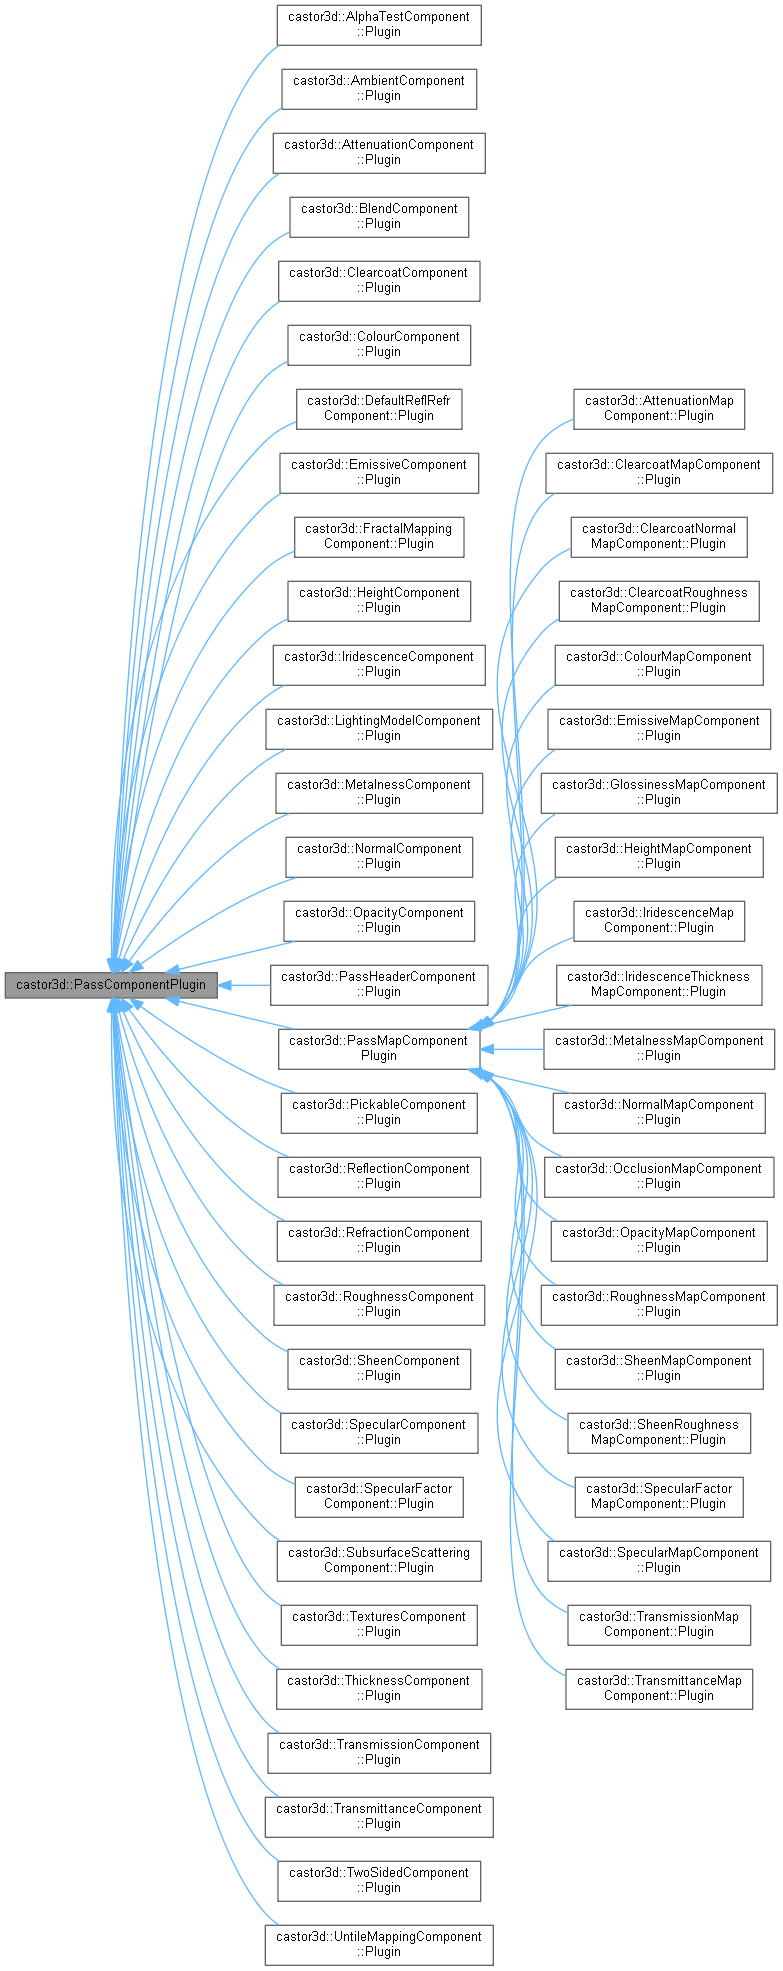 castor3d::PassComponentPlugin
castor3d::AlphaTestComponent
::Plugin
castor3d::AmbientComponent
::Plugin
castor3d::AttenuationComponent
::Plugin
castor3d::BlendComponent
::Plugin
castor3d::ClearcoatComponent
::Plugin
castor3d::ColourComponent
::Plugin
castor3d::DefaultReflRefr
Component::Plugin
castor3d::EmissiveComponent
::Plugin
castor3d::FractalMapping
Component::Plugin
castor3d::HeightComponent
::Plugin
castor3d::IridescenceComponent
::Plugin
castor3d::LightingModelComponent
::Plugin
castor3d::MetalnessComponent
::Plugin
castor3d::NormalComponent
::Plugin
castor3d::OpacityComponent
::Plugin
castor3d::PassHeaderComponent
::Plugin
castor3d::PassMapComponent
Plugin
castor3d::PickableComponent
::Plugin
castor3d::ReflectionComponent
::Plugin
castor3d::RefractionComponent
::Plugin
castor3d::RoughnessComponent
::Plugin
castor3d::SheenComponent
::Plugin
castor3d::SpecularComponent
::Plugin
castor3d::SpecularFactor
Component::Plugin
castor3d::SubsurfaceScattering
Component::Plugin
castor3d::TexturesComponent
::Plugin
castor3d::ThicknessComponent
::Plugin
castor3d::TransmissionComponent
::Plugin
castor3d::TransmittanceComponent
::Plugin
castor3d::TwoSidedComponent
::Plugin
castor3d::UntileMappingComponent
::Plugin
castor3d::AttenuationMap
Component::Plugin
castor3d::ClearcoatMapComponent
::Plugin
castor3d::ClearcoatNormal
MapComponent::Plugin
castor3d::ClearcoatRoughness
MapComponent::Plugin
castor3d::ColourMapComponent
::Plugin
castor3d::EmissiveMapComponent
::Plugin
castor3d::GlossinessMapComponent
::Plugin
castor3d::HeightMapComponent
::Plugin
castor3d::IridescenceMap
Component::Plugin
castor3d::IridescenceThickness
MapComponent::Plugin
castor3d::MetalnessMapComponent
::Plugin
castor3d::NormalMapComponent
::Plugin
castor3d::OcclusionMapComponent
::Plugin
castor3d::OpacityMapComponent
::Plugin
castor3d::RoughnessMapComponent
::Plugin
castor3d::SheenMapComponent
::Plugin
castor3d::SheenRoughness
MapComponent::Plugin
castor3d::SpecularFactor
MapComponent::Plugin
castor3d::SpecularMapComponent
::Plugin
castor3d::TransmissionMap
Component::Plugin
castor3d::TransmittanceMap
Component::Plugin